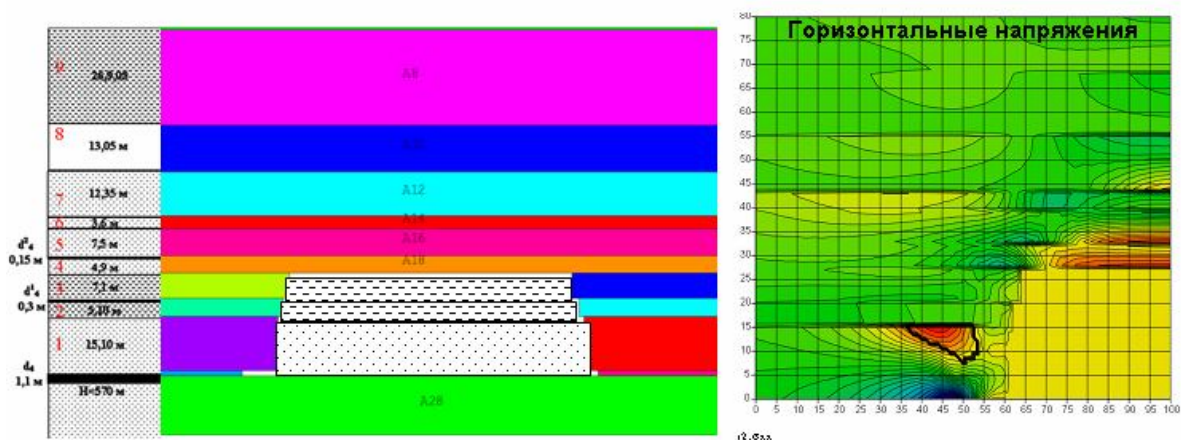 9
26,9,05
A8
8
13,05 м
7
12,35 м
A12
6
3,6 м
5
7,5 м
A16
d²₄
0,15 м
4
4,9 м
A18
3
7,1 м
d¹₄
0,3 м
2
5,10 м
1
15,10 м
d₄
1,1 м
H=570 м
A28
Горизонтальные напряжения
80
75
70
65
60
55
50
45
40
35
30
25
20
15
10
5
0
0 5 10 15 20 25 30 35 40 45 50 55 60 65 70 75 80 85 90 95 100